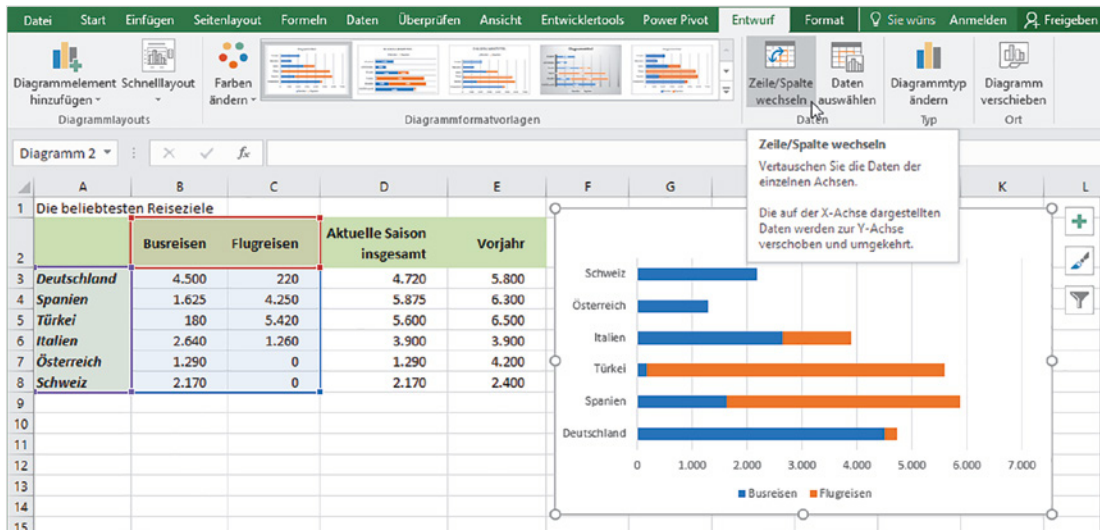 Datei Start Einfügen Seitenlayout Formeln Daten Überprüfen Ansicht Entwicklertools Power Pivot Entwurf Format Sie wüns Anmelden Freigeben
Diagrammelement hinzufügen
Schnelllayout
Farben ändern
Zeile/Spalte wechseln
Daten auswählen
Diagrammtyp ändern
Diagramm verschieben
Diagrammlayouts Diagrammformatvorlagen Daten Typ Ort
Diagramm 2 fx
Zeile/Spalte wechseln
Vertauschen Sie die Daten der
einzelnen Achsen.
Die auf der X-Achse dargestellten
Daten werden zur Y-Achse
verschoben und umgekehrt.
A B C D E F G K L
1 Die beliebtesten Reiseziele
2 Busreisen Flugreisen Aktuelle Saison insgesamt Vorjahr
3 Deutschland 4.500 220 4.720 5.800
4 Spanien 1.625 4.250 5.875 6.300
5 Türkei 180 5.420 5.600 6.500
6 Italien 2.640 1.260 3.900 3.900
7 Österreich 1.290 0 1.290 4.200
8 Schweiz 2.170 0 2.170 2.400
9
10
11
12
13
14
15
Schweiz
Österreich
Italien
Türkei
Spanien
Deutschland
0 1.000 2.000 3.000 4.000 5.000 6.000 7.000
Busreisen Flugreisen